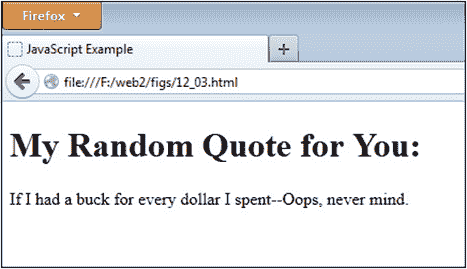 Firefox
JavaScript Example
file:///F:/web2/figs/12_03.html
My Random Quote for You:
If I had a buck for every dollar I spent--Oops, never mind.